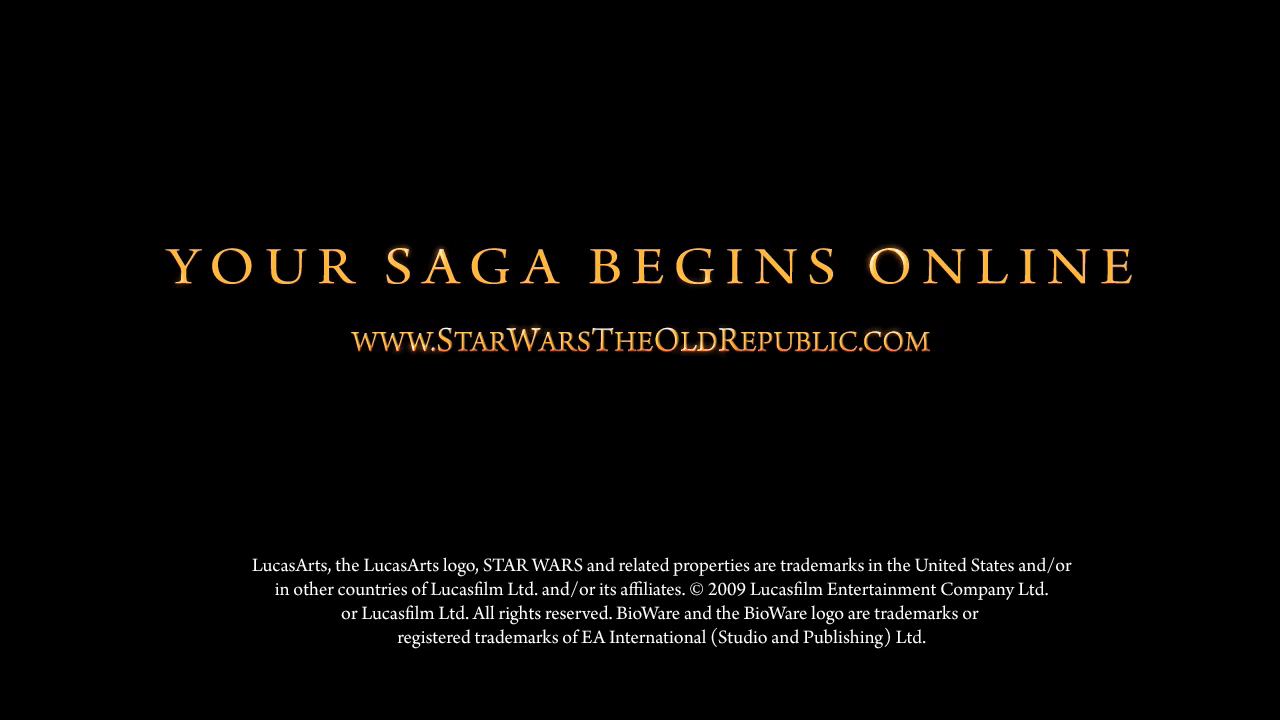 YOUR SAGA BEGINS ONLINE
WWW.STARWARSTHEOLDREPUBLIC.COM
LucasArts, the LucasArts logo, STAR WARS and related properties are trademarks in the United States and/or
in other countries of Lucasfilm Ltd. and/or its affiliates. © 2009 Lucasfilm Entertainment Company Ltd.
or Lucasfilm Ltd. All rights reserved. BioWare and the BioWare logo are trademarks or
registered trademarks of EA International (Studio and Publishing) Ltd.